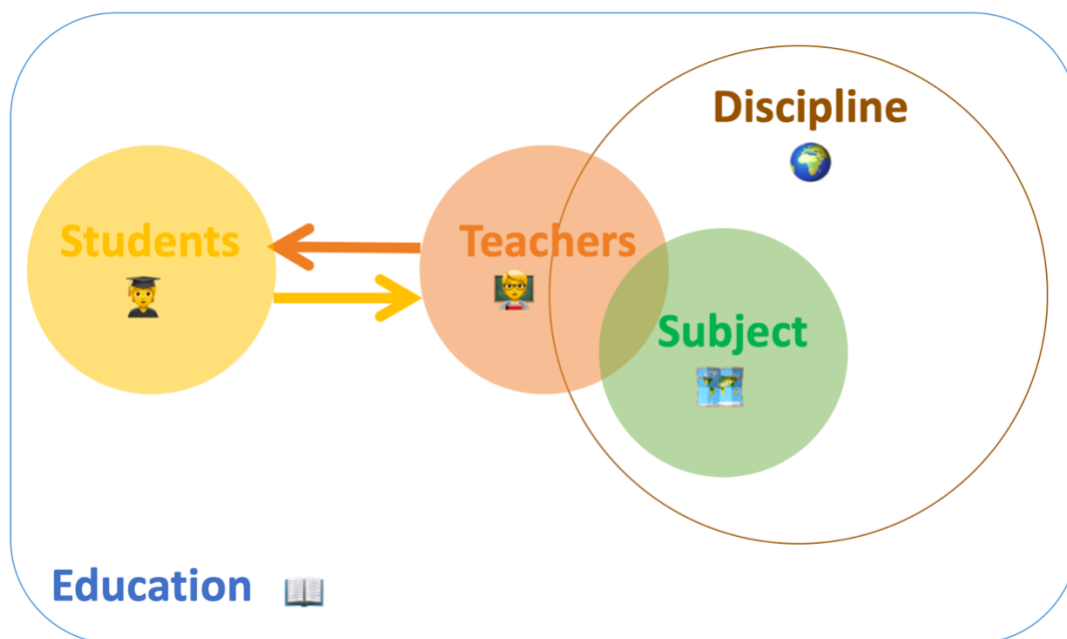 Discipline
Students
Teachers
Subject
Education